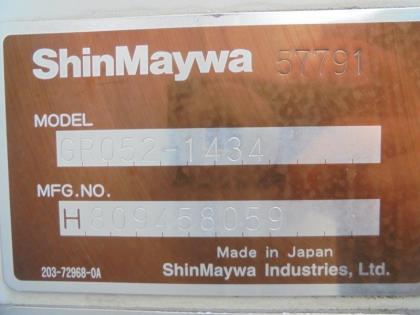 ShinMaywa 57791
MODEL
GP052-1434
MFG.NO.
H809458059
203-72968-0A
Made in Japan
ShinMaywa Industries, Ltd.